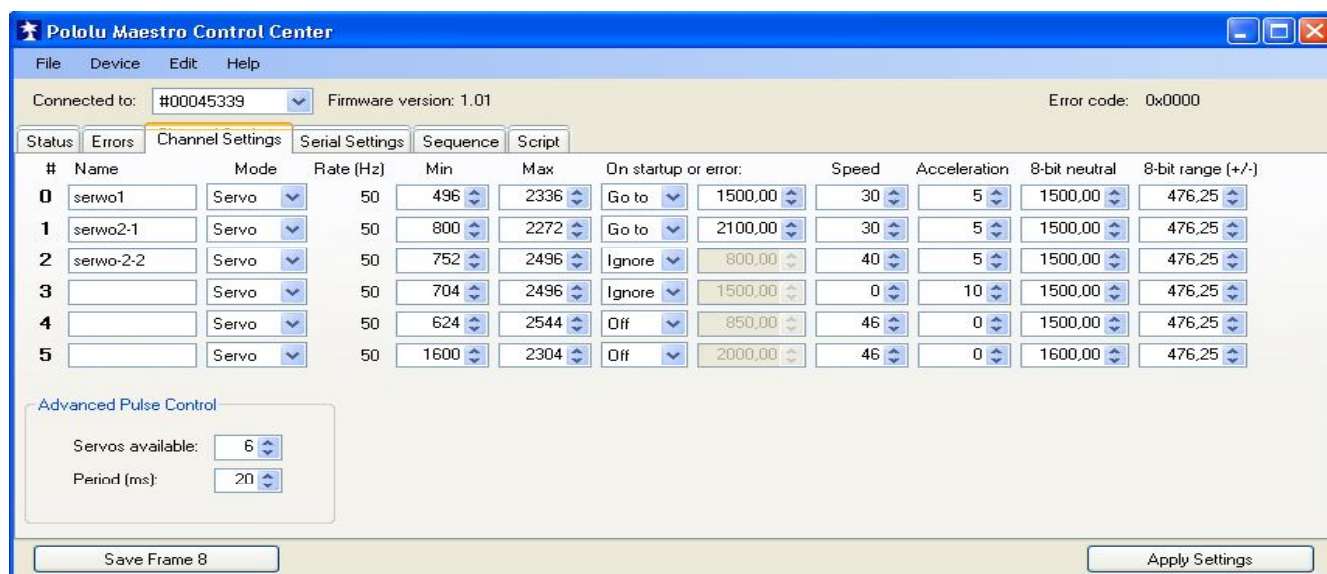 Pololu Maestro Control Center
File Device Edit Help
Connected to: #00045339 Firmware version: 1.01 Error code: 0x0000
Status Errors Channel Settings Serial Settings Sequence Script
# Name Mode Rate (Hz) Min Max On startup or error: Speed Acceleration 8-bit neutral 8-bit range (+/-)
0 serwo1 Servo 50 496 2336 Go to 1500,00 30 5 1500,00 476,25
1 serwo2-1 Servo 50 800 2272 Go to 2100,00 30 5 1500,00 476,25
2 serwo-2-2 Servo 50 752 2496 Ignore 800,00 40 5 1500,00 476,25
3 Servo 50 704 2496 Ignore 1500,00 0 10 1500,00 476,25
4 Servo 50 624 2544 Off 850,00 46 0 1500,00 476,25
5 Servo 50 1600 2304 Off 2000,00 46 0 1600,00 476,25
Advanced Pulse Control
Servos available: 6
Period (ms): 20
Save Frame 8 Apply Settings